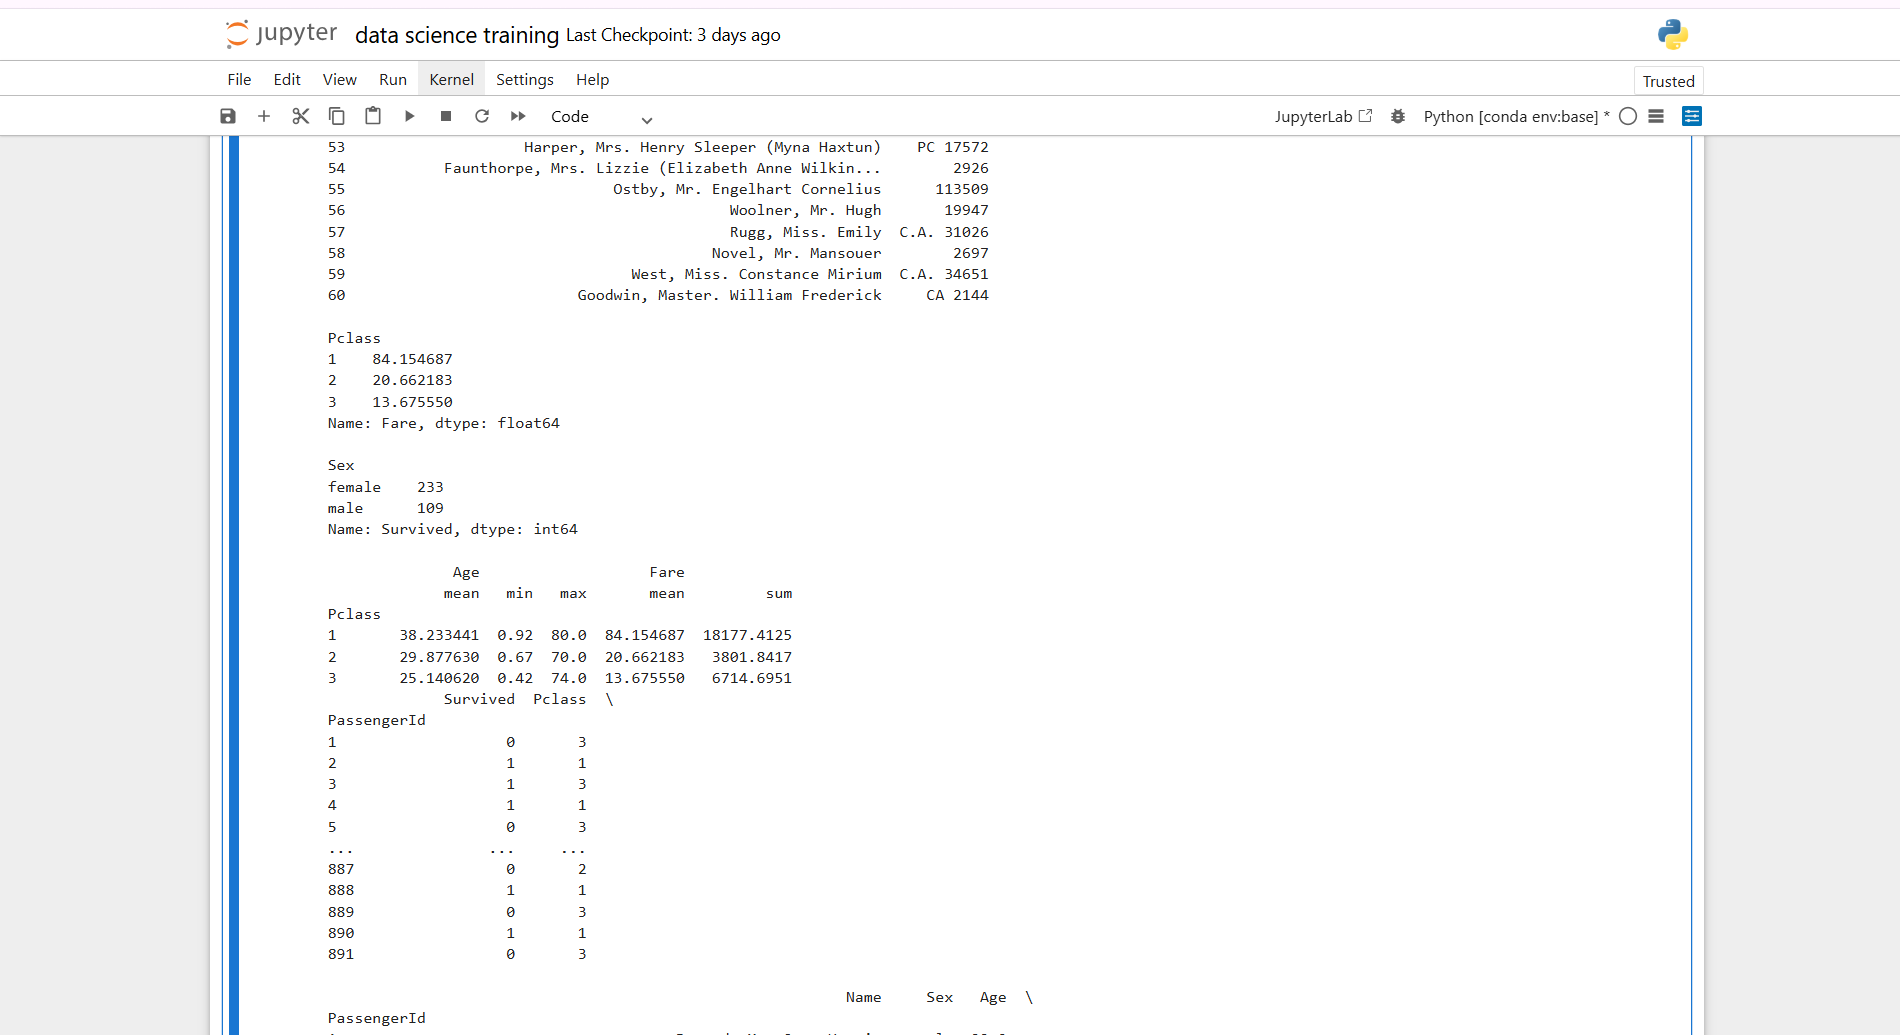 jupyter data science training Last Checkpoint: 3 days ago
File Edit View Run Kernel Settings Help
Trusted
Code
JupyterLab Python [conda env:base] *
53 Harper, Mrs. Henry Sleeper (Myna Haxtun) PC 17572
54 Faunthorpe, Mrs. Lizzie (Elizabeth Anne Wilkin... 2926
55 Ostby, Mr. Engelhart Cornelius 113509
56 Woolner, Mr. Hugh 19947
57 Rugg, Miss. Emily C.A. 31026
58 Novel, Mr. Mansouer 2697
59 West, Miss. Constance Mirium C.A. 34651
60 Goodwin, Master. William Frederick CA 2144
Pclass
1 84.154687
2 20.662183
3 13.675550
Name: Fare, dtype: float64
Sex
female 233
male 109
Name: Survived, dtype: int64
Age Fare
mean min max mean sum
Pclass
1 38.233441 0.92 80.0 84.154687 18177.4125
2 29.877630 0.67 70.0 20.662183 3801.8417
3 25.140620 0.42 74.0 13.675550 6714.6951
Survived Pclass \
PassengerId
1 0 3
2 1 1
3 1 3
4 1 1
5 0 3
... ... ...
887 0 2
888 1 1
889 0 3
890 1 1
891 0 3
Name Sex Age \
PassengerId